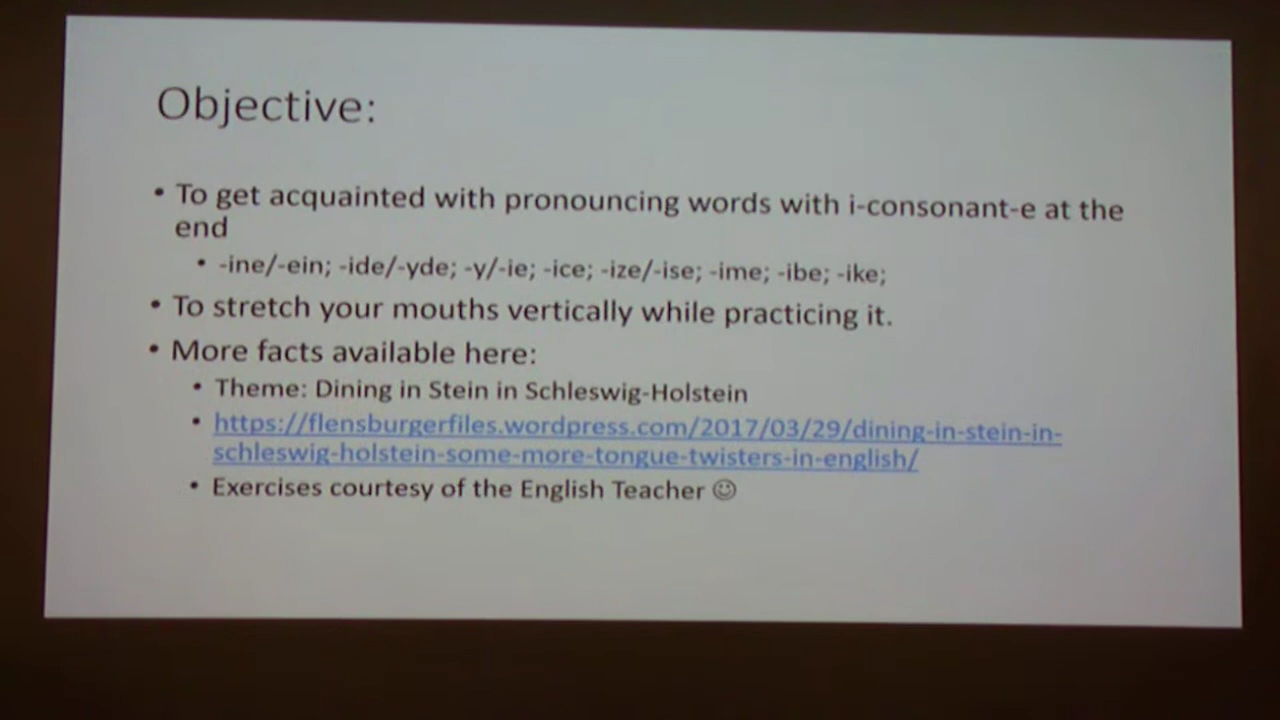 Objective:
• To get acquainted with pronouncing words with i-consonant-e at the
end
• -ine/-ein; -ide/-yde; -y/-ie; -ice; -ize/-ise; -ime; -ibe; -ike;
• To stretch your mouths vertically while practicing it.
• More facts available here:
• Theme: Dining in Stein in Schleswig-Holstein
• https://flensburgerfiles.wordpress.com/2017/03/29/dining-in-stein-in-
schleswig-holstein-some-more-tongue-twisters-in-english/
• Exercises courtesy of the English Teacher ☺